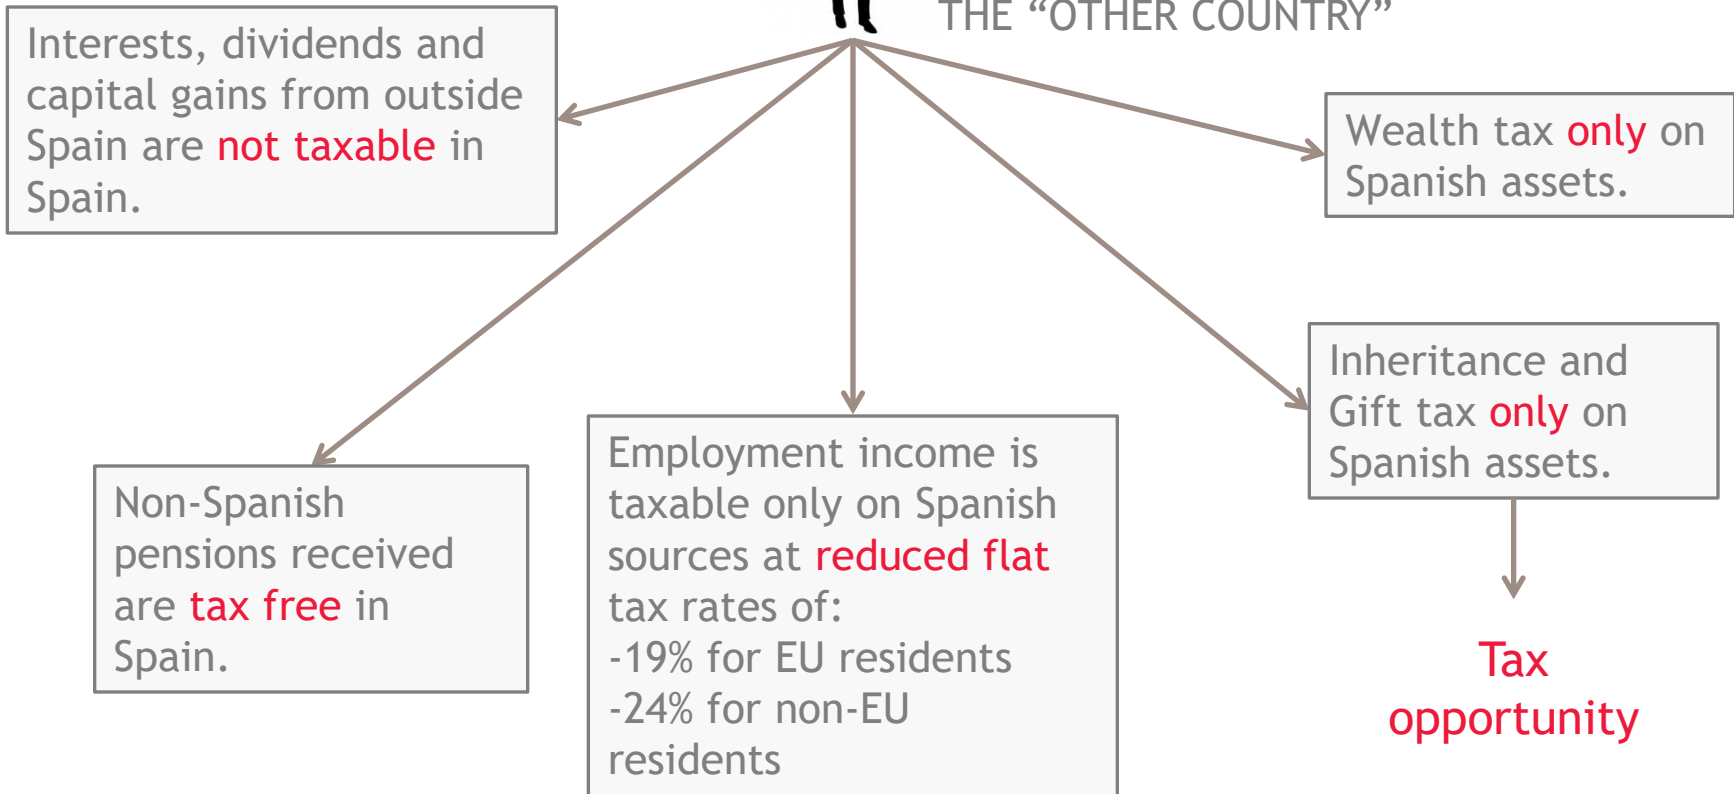 THE “OTHER COUNTRY”
Interests, dividends and
capital gains from outside
Spain are not taxable in
Spain.
Wealth tax only on
Spanish assets.
Inheritance and
Gift tax only on
Spanish assets.
Non-Spanish
pensions received
are tax free in
Spain.
Employment income is
taxable only on Spanish
sources at reduced flat
tax rates of:
-19% for EU residents
-24% for non-EU
residents
Tax
opportunity